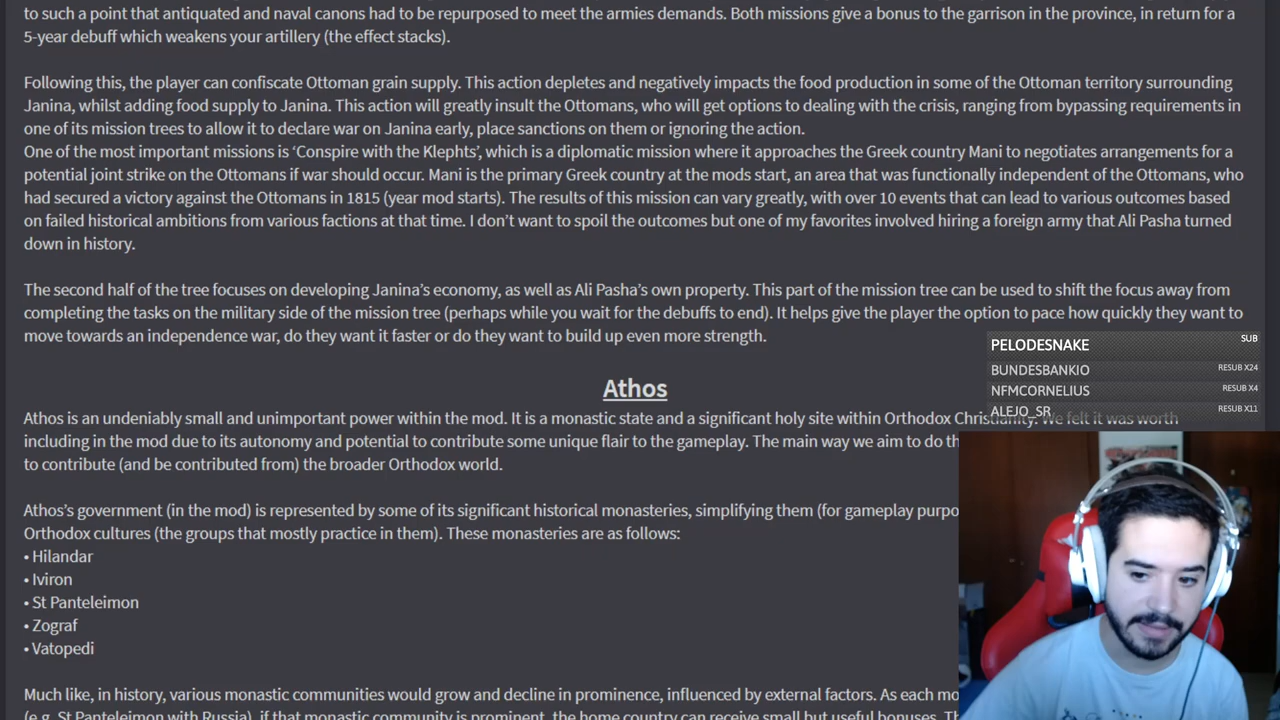 to such a point that antiquated and naval canons had to be repurposed to meet the armies demands. Both missions give a bonus to the garrison in the province, in return for a
5-year debuff which weakens your artillery (the effect stacks).
Following this, the player can confiscate Ottoman grain supply. This action depletes and negatively impacts the food production in some of the Ottoman territory surrounding
Janina, whilst adding food supply to Janina. This action will greatly insult the Ottomans, who will get options to dealing with the crisis, ranging from bypassing requirements in
one of its mission trees to allow it to declare war on Janina early, place sanctions on them or ignoring the action.
One of the most important missions is ‘Conspire with the Klephts’, which is a diplomatic mission where it approaches the Greek country Mani to negotiates arrangements for a
potential joint strike on the Ottomans if war should occur. Mani is the primary Greek country at the mods start, an area that was functionally independent of the Ottomans, who
had secured a victory against the Ottomans in 1815 (year mod starts). The results of this mission can vary greatly, with over 10 events that can lead to various outcomes based
on failed historical ambitions from various factions at that time. I don’t want to spoil the outcomes but one of my favorites involved hiring a foreign army that Ali Pasha turned
down in history.
The second half of the tree focuses on developing Janina’s economy, as well as Ali Pasha’s own property. This part of the mission tree can be used to shift the focus away from
completing the tasks on the military side of the mission tree (perhaps while you wait for the debuffs to end). It helps give the player the option to pace how quickly they want to
move towards an independence war, do they want it faster or do they want to build up even more strength.
PELODESNAKE SUB
BUNDESBANKIO RESUB X24
NFMCORNELIUS RESUB X4
ALEJO_SR RESUB X11
Athos
Athos is an undeniably small and unimportant power within the mod. It is a monastic state and a significant holy site within Orthodox Christianity. We felt it was worth
including in the mod due to its autonomy and potential to contribute some unique flair to the gameplay. The main way we aim to do
to contribute (and be contributed from) the broader Orthodox world.
Athos’s government (in the mod) is represented by some of its significant historical monasteries, simplifying them (for gameplay
Orthodox cultures (the groups that mostly practice in them). These monasteries are as follows:
• Hilandar
• Iviron
• St Panteleimon
• Zograf
• Vatopedi
Much like, in history, various monastic communities would grow and decline in prominence, influenced by external factors. As each
(e.g. St Panteleimon with Russia), if that monastic community is prominent, the home country can receive small but useful bonuses.